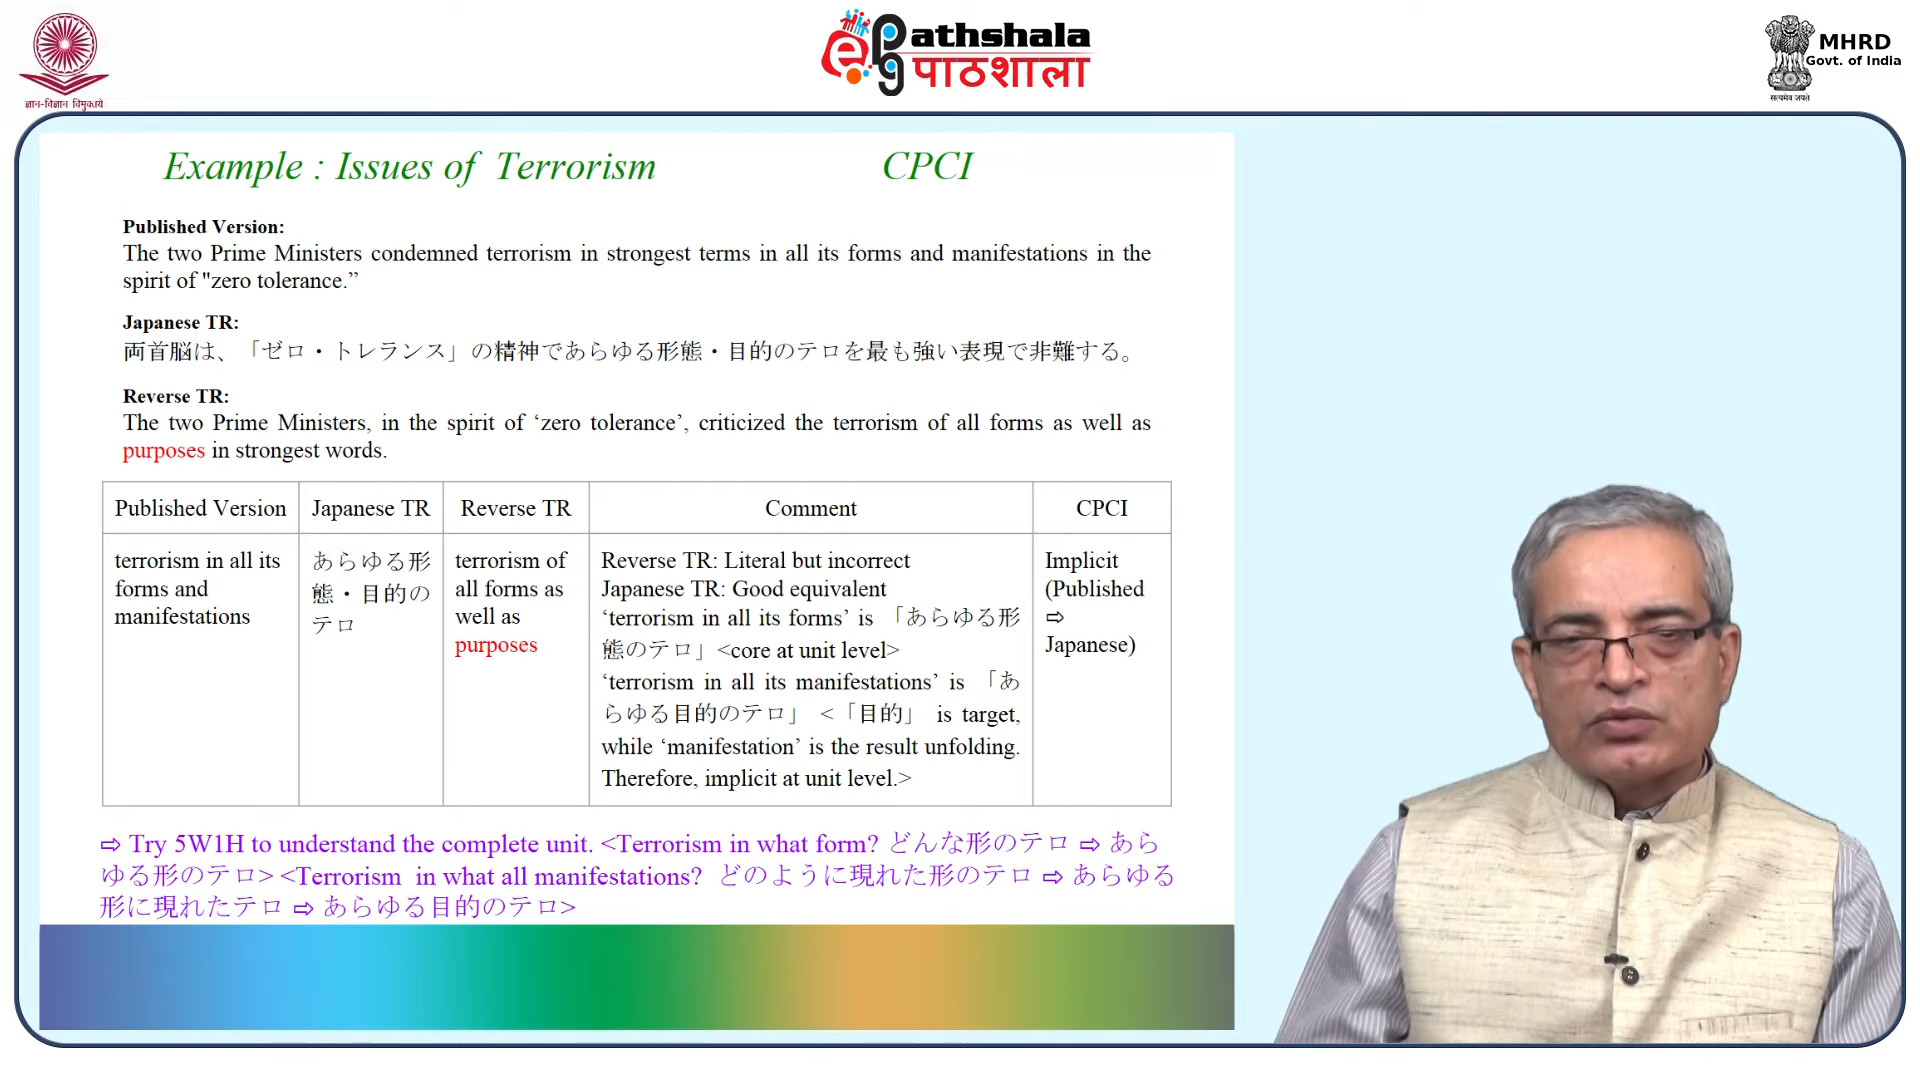 ज्ञान-विज्ञान विमुक्तये
ePathshala
पाठशाला
MHRD
Govt. of India
सत्यमेव जयते
Example : Issues of Terrorism CPCI
Published Version:
The two Prime Ministers condemned terrorism in strongest terms in all its forms and manifestations in the
spirit of "zero tolerance.”
Japanese TR:
両首脳は、「ゼロ・トレランス」の精神であらゆる形態・目的のテロを最も強い表現で非難する。
Reverse TR:
The two Prime Ministers, in the spirit of ‘zero tolerance’, criticized the terrorism of all forms as well as
purposes in strongest words.
Published Version Japanese TR Reverse TR Comment CPCI
terrorism in all its
forms and
manifestations
あらゆる形
態・目的の
テロ
terrorism of
all forms as
well as
purposes
Reverse TR: Literal but incorrect
Japanese TR: Good equivalent
‘terrorism in all its forms’ is 「あらゆる形
態のテロ」<core at unit level>
‘terrorism in all its manifestations’ is 「あ
らゆる目的のテロ」 <「目的」 is target,
while ‘manifestation’ is the result unfolding.
Therefore, implicit at unit level.>
Implicit
(Published
⇨
Japanese)
⇨ Try 5W1H to understand the complete unit. <Terrorism in what form? どんな形のテロ ⇨ あら
ゆる形のテロ> <Terrorism in what all manifestations? どのように現れた形のテロ ⇨ あらゆる
形に現れたテロ ⇨ あらゆる目的のテロ>